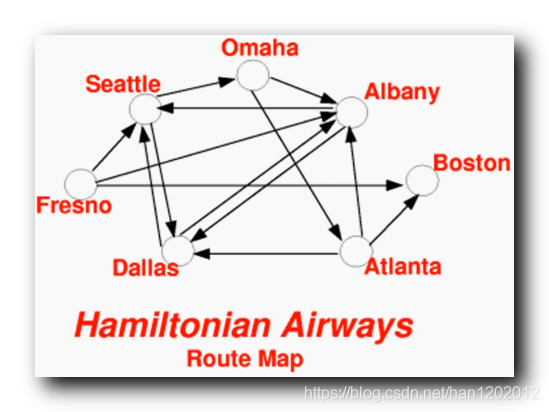 Omaha
Seattle
Albany
Boston
Fresno
Dallas
Atlanta
Hamiltonian Airways
Route Map
https://blog.csdn.net/han1202012